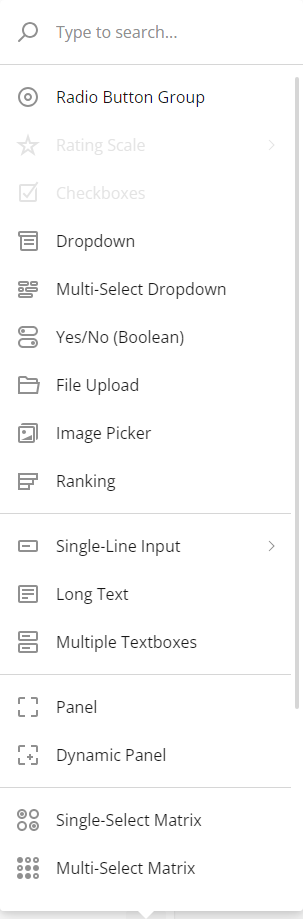 Type to search...
Radio Button Group
Rating Scale
Checkboxes
Dropdown
Multi-Select Dropdown
Yes/No (Boolean)
File Upload
Image Picker
Ranking
Single-Line Input
Long Text
Multiple Textboxes
Panel
Dynamic Panel
Single-Select Matrix
Multi-Select Matrix